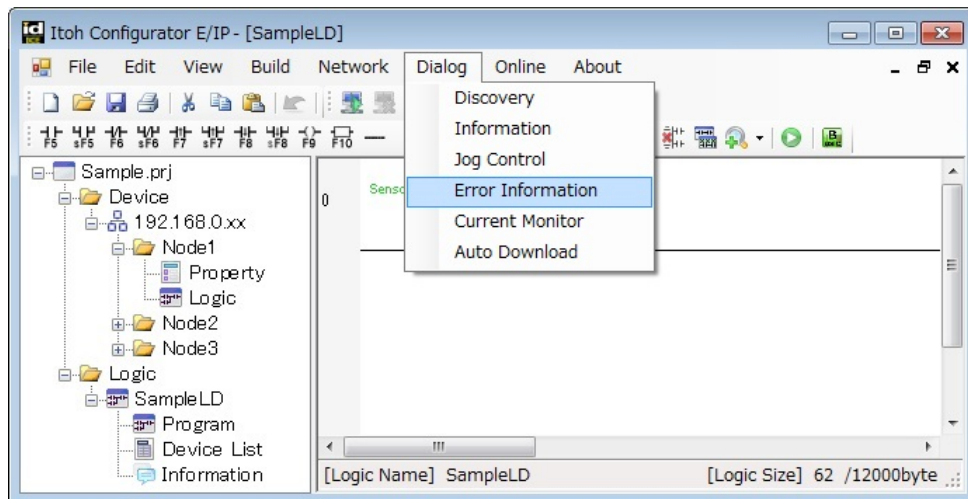 Itoh Configurator E/IP - [SampleLD]
File Edit View Build Network Dialog Online About
F5 sF5 F6 sF6 F7 sF7 F8 sF8 F9 F10
Discovery
Information
Jog Control
Error Information
Current Monitor
Auto Download
Sample.prj
Device
192.168.0.xx
Node1
Property
Logic
Node2
Node3
Logic
SampleLD
Program
Device List
Information
0
[Logic Name] SampleLD [Logic Size] 62 /12000byte